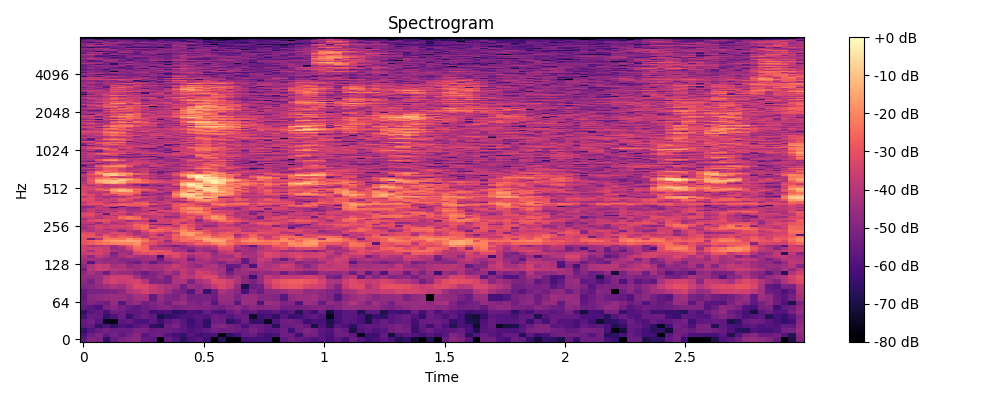 Spectrogram
Hz
4096
2048
1024
512
256
128
64
0
0
0.5
1
1.5
2
2.5
Time
+0 dB
-10 dB
-20 dB
-30 dB
-40 dB
-50 dB
-60 dB
-70 dB
-80 dB